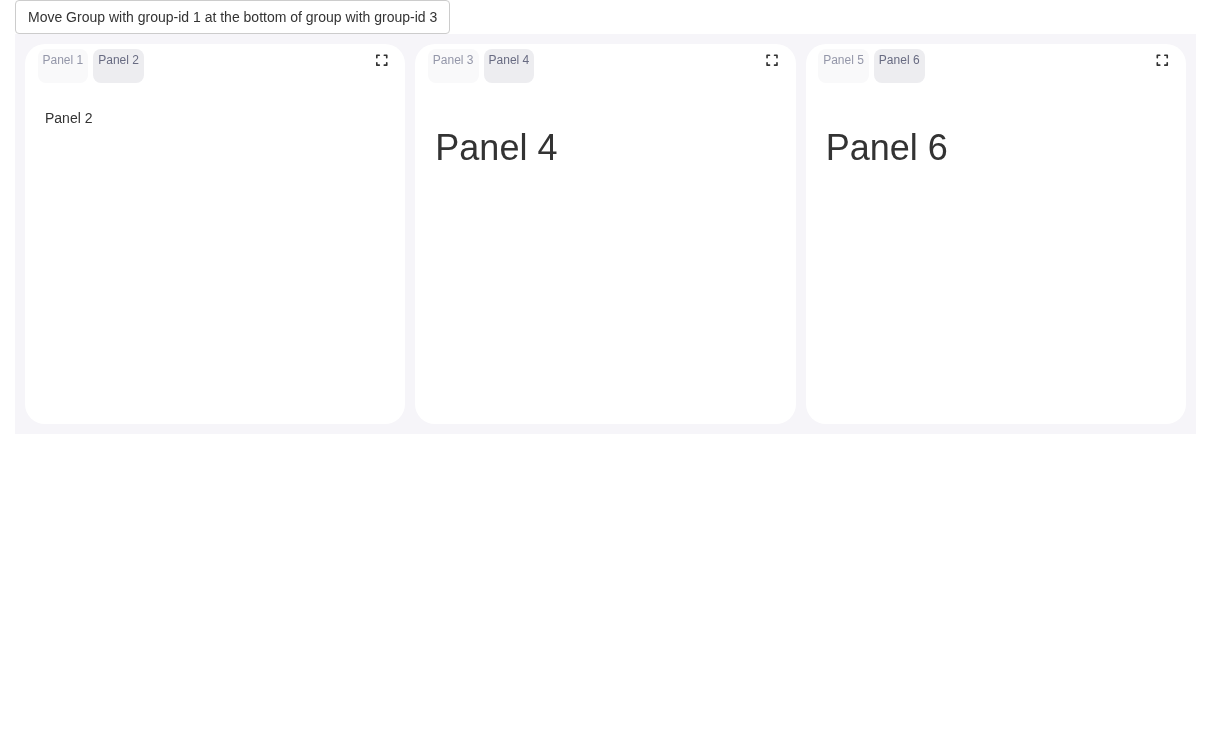 Move Group with group-id 1 at the bottom of group with group-id 3
Panel 1 Panel 2
Panel 2
Panel 3 Panel 4
Panel 4
Panel 5 Panel 6
Panel 6